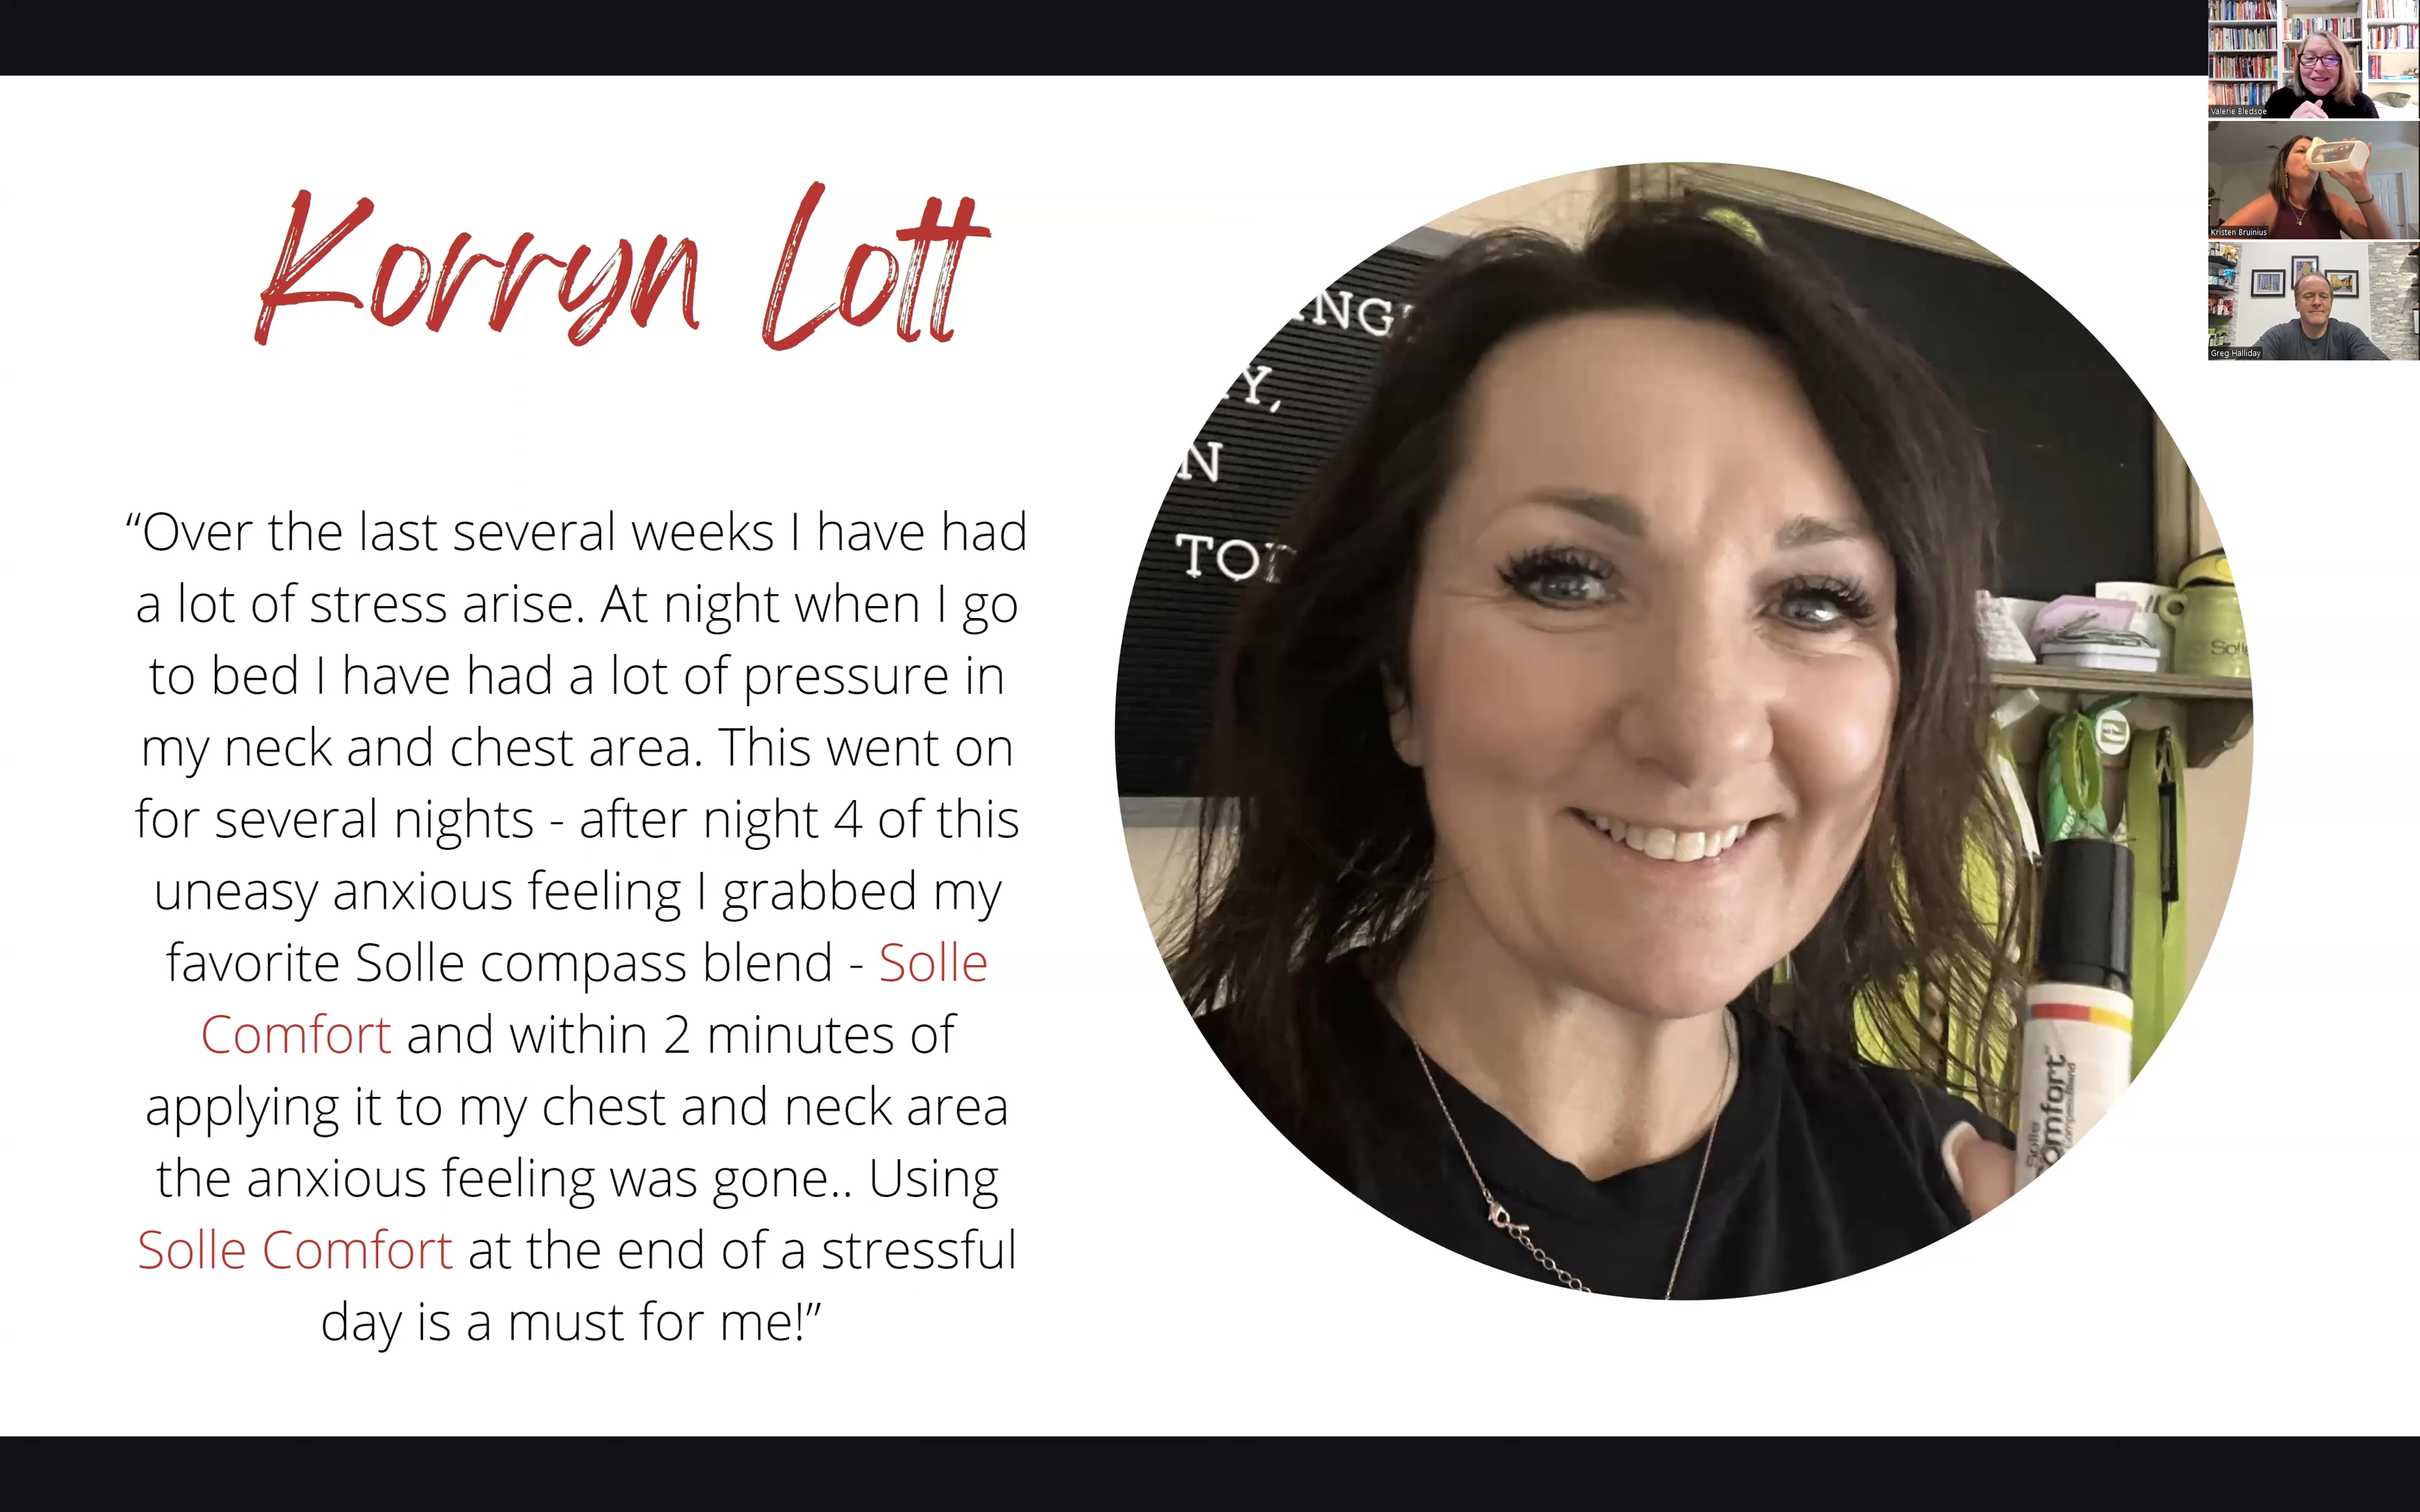 Korryn Lott
“Over the last several weeks I have had
a lot of stress arise. At night when I go
to bed I have had a lot of pressure in
my neck and chest area. This went on
for several nights - after night 4 of this
uneasy anxious feeling I grabbed my
favorite Solle compass blend - Solle
Comfort and within 2 minutes of
applying it to my chest and neck area
the anxious feeling was gone.. Using
Solle Comfort at the end of a stressful
day is a must for me!”
Y,
N
Solle
omfort
Compass Blend
Valerie Bledsoe
Kristen Bruinius
Greg Halliday